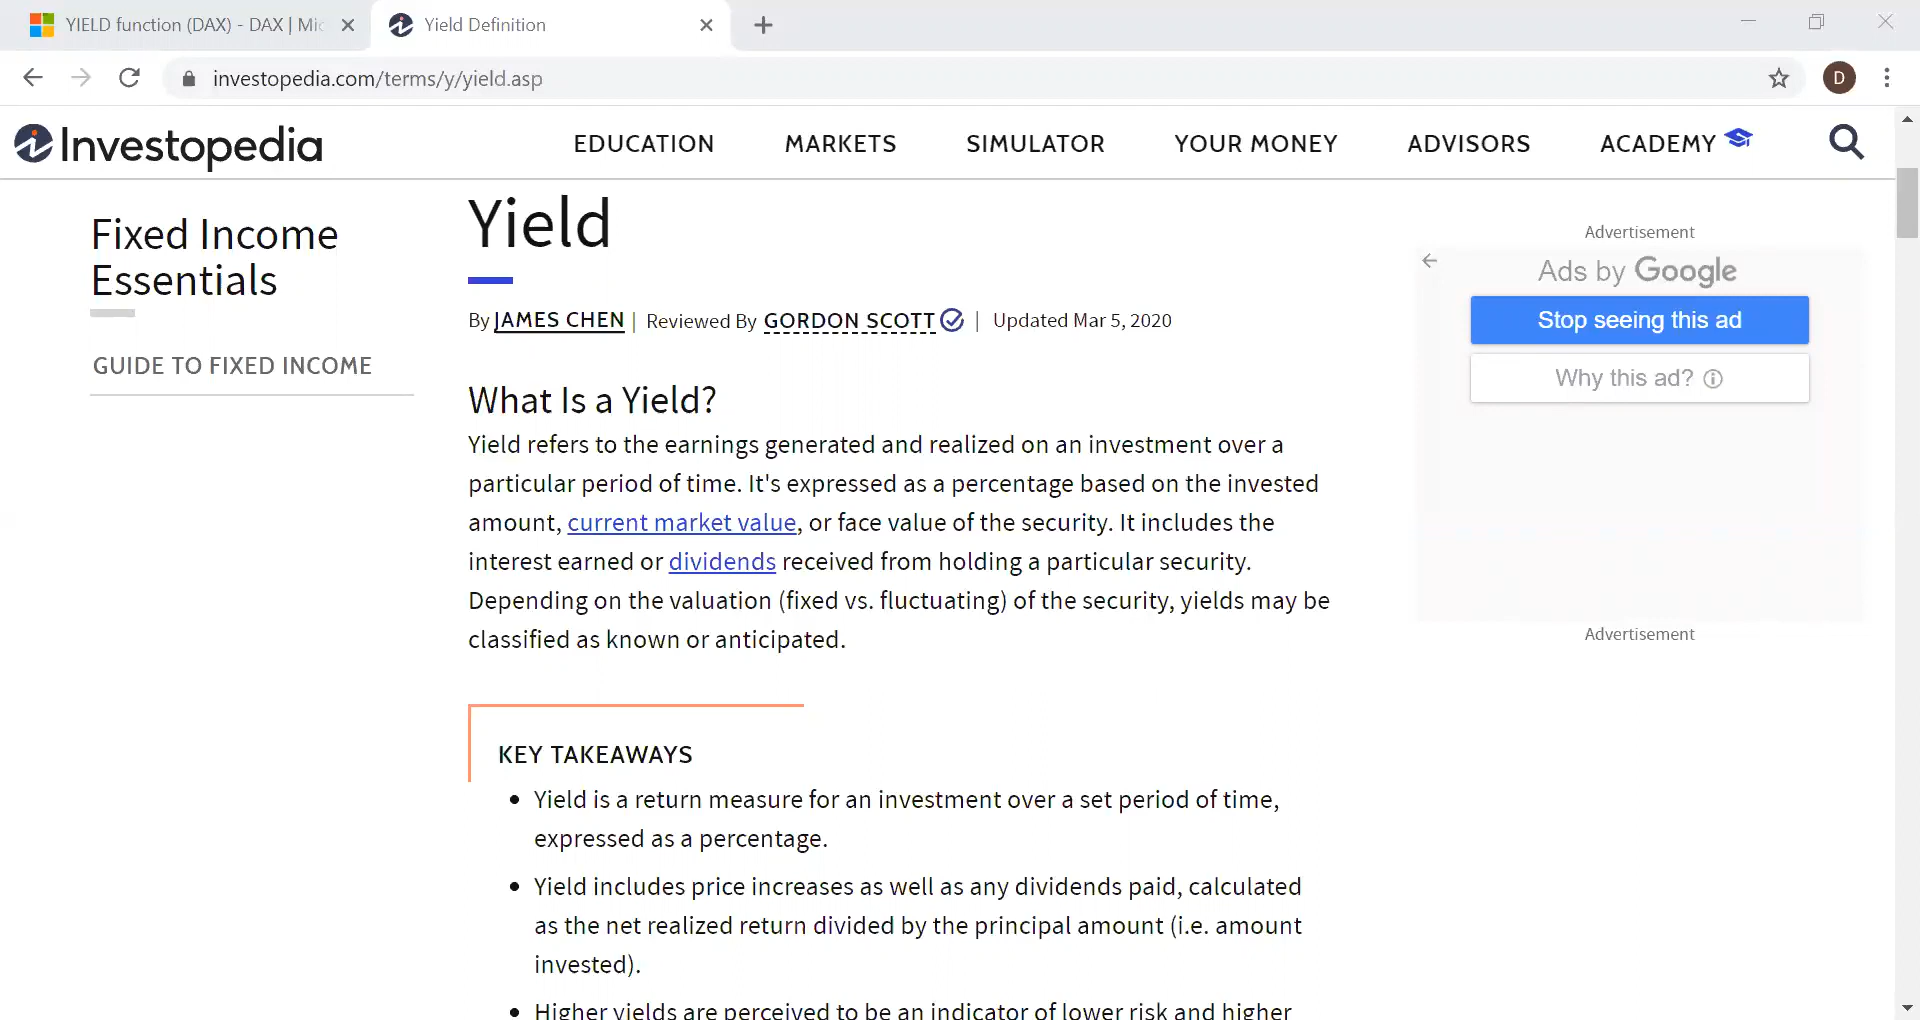 YIELD function (DAX) - DAX | Mic
Yield Definition
investopedia.com/terms/y/yield.asp
D
Investopedia
EDUCATION
MARKETS
SIMULATOR
YOUR MONEY
ADVISORS
ACADEMY
Fixed Income
Essentials
GUIDE TO FIXED INCOME
Yield
By JAMES CHEN | Reviewed By GORDON SCOTT | Updated Mar 5, 2020
What Is a Yield?
Yield refers to the earnings generated and realized on an investment over a
particular period of time. It's expressed as a percentage based on the invested
amount, current market value, or face value of the security. It includes the
interest earned or dividends received from holding a particular security.
Depending on the valuation (fixed vs. fluctuating) of the security, yields may be
classified as known or anticipated.
KEY TAKEAWAYS
• Yield is a return measure for an investment over a set period of time,
expressed as a percentage.
• Yield includes price increases as well as any dividends paid, calculated
as the net realized return divided by the principal amount (i.e. amount
invested).
• Higher yields are perceived to be an indicator of lower risk and higher
Advertisement
Ads by Google
Stop seeing this ad
Why this ad?
Advertisement